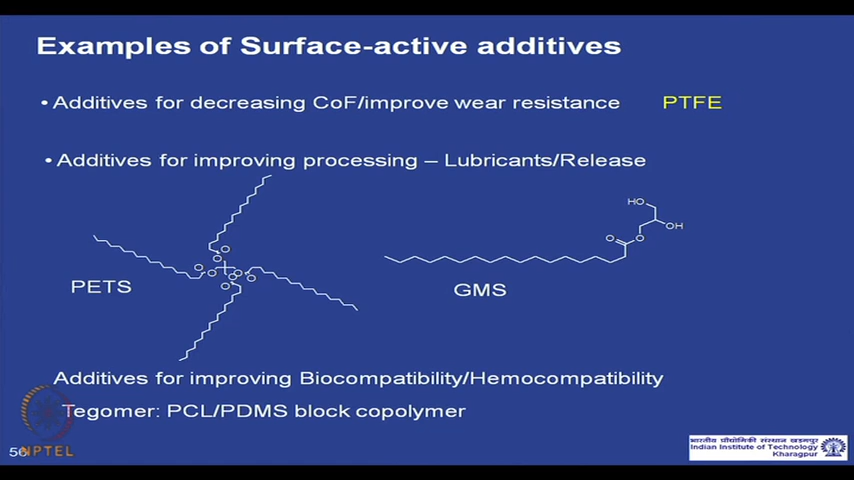 Examples of Surface-active additives
• Additives for decreasing CoF/improve wear resistance PTFE
• Additives for improving processing – Lubricants/Release
HO
OH
O
O
O
O
O
O
O
O
O
O
PETS
GMS
Additives for improving Biocompatibility/Hemocompatibility
Tegomer: PCL/PDMS block copolymer
56
NPTEL
भारतीय प्रौद्योगिकी संस्थान खड़गपुर
Indian Institute of Technology
Kharagpur